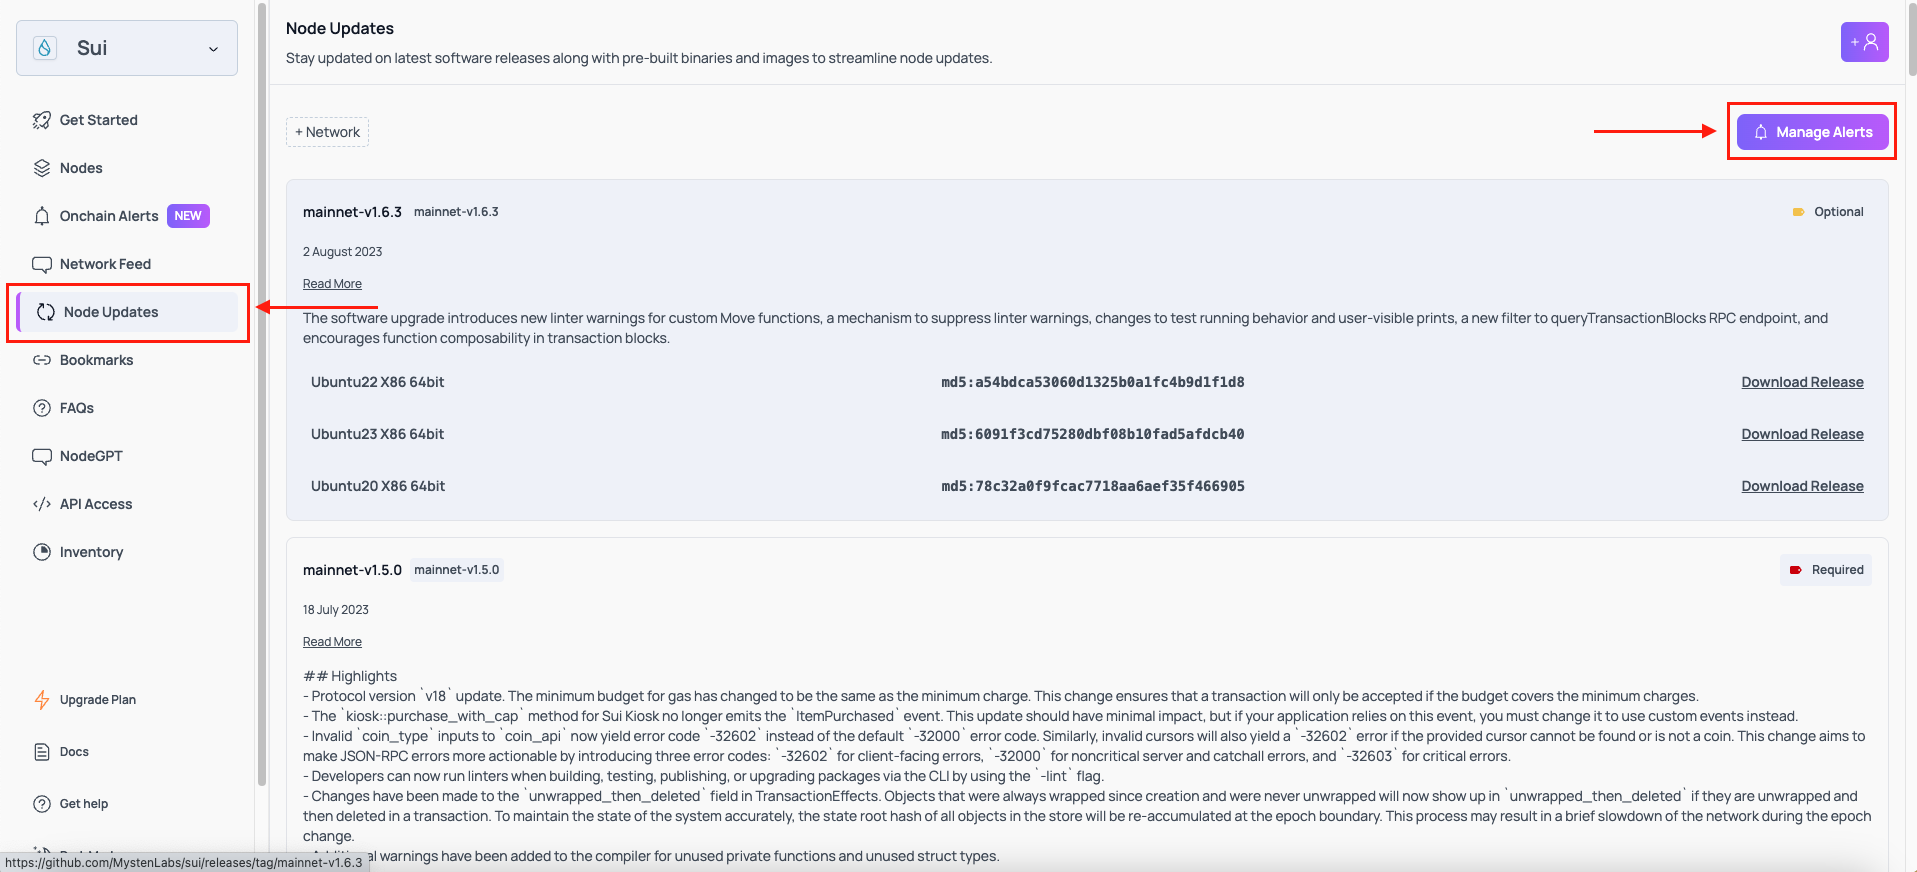 Sui
Get Started
Nodes
Onchain Alerts NEW
Network Feed
Node Updates
Bookmarks
FAQs
NodeGPT
API Access
Inventory
Upgrade Plan
Docs
Get help
https://github.com/MystenLabs/sui/releases/tag/mainnet-v1.6.3
Node Updates
Stay updated on latest software releases along with pre-built binaries and images to streamline node updates.
+ Network
Manage Alerts
mainnet-v1.6.3 mainnet-v1.6.3 Optional
2 August 2023
Read More
The software upgrade introduces new linter warnings for custom Move functions, a mechanism to suppress linter warnings, changes to test running behavior and user-visible prints, a new filter to queryTransactionBlocks RPC endpoint, and
encourages function composability in transaction blocks.
Ubuntu22 X86 64bit md5:a54bdca53060d1325b0a1fc4b9d1f1d8 Download Release
Ubuntu23 X86 64bit md5:6091f3cd75280dbf08b10fad5afdcb40 Download Release
Ubuntu20 X86 64bit md5:78c32a0f9fcac7718aa6aef35f466905 Download Release
mainnet-v1.5.0 mainnet-v1.5.0 Required
18 July 2023
Read More
## Highlights
- Protocol version `v18` update. The minimum budget for gas has changed to be the same as the minimum charge. This change ensures that a transaction will only be accepted if the budget covers the minimum charges.
- The `kiosk::purchase_with_cap` method for Sui Kiosk no longer emits the `ItemPurchased` event. This update should have minimal impact, but if your application relies on this event, you must change it to use custom events instead.
- Invalid `coin_type` inputs to `coin_api` now yield error code `-32602` instead of the default `-32000` error code. Similarly, invalid cursors will also yield a `-32602` error if the provided cursor cannot be found or is not a coin. This change aims to
make JSON-RPC errors more actionable by introducing three error codes: `-32602` for client-facing errors, `-32000` for noncritical server and catchall errors, and `-32603` for critical errors.
- Developers can now run linters when building, testing, publishing, or upgrading packages via the CLI by using the `-lint` flag.
- Changes have been made to the `unwrapped_then_deleted` field in TransactionEffects. Objects that were always wrapped since creation and were never unwrapped will now show up in `unwrapped_then_deleted` if they are unwrapped and
then deleted in a transaction. To maintain the state of the system accurately, the state root hash of all objects in the store will be re-accumulated at the epoch boundary. This process may result in a brief slowdown of the network during the epoch
change.
warnings have been added to the compiler for unused private functions and unused struct types.